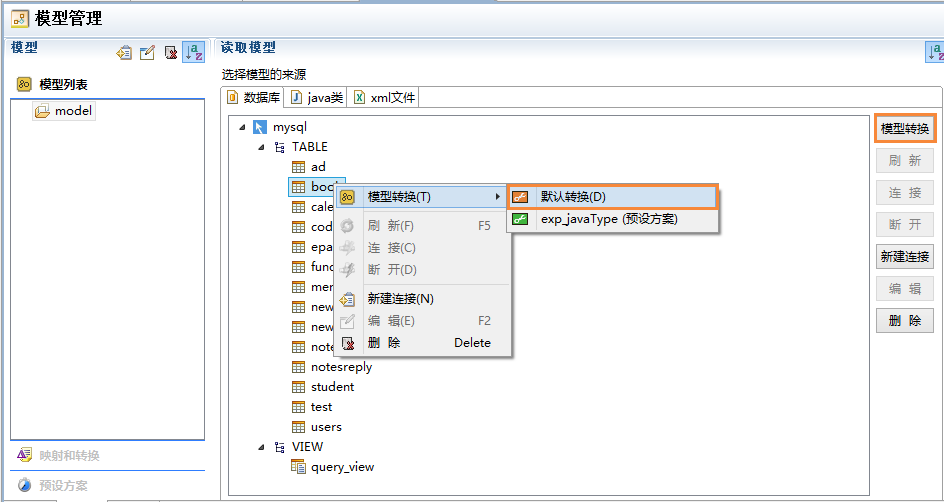 模型管理
模型
模型列表
model
映射和转换
预设方案
读取模型
选择模型的来源
数据库 java类 xml文件
mysql
TABLE
ad
cale
cod
epa
fund
new
new
note
notesreply
student
test
users
VIEW
query_view
模型转换(T)
刷 新(F) F5
连 接(C)
断 开(D)
新建连接(N)
编 辑(E) F2
删 除 Delete
默认转换(D)
exp_javaType (预设方案)
模型转换
刷 新
连 接
断 开
新建连接
编 辑
删 除